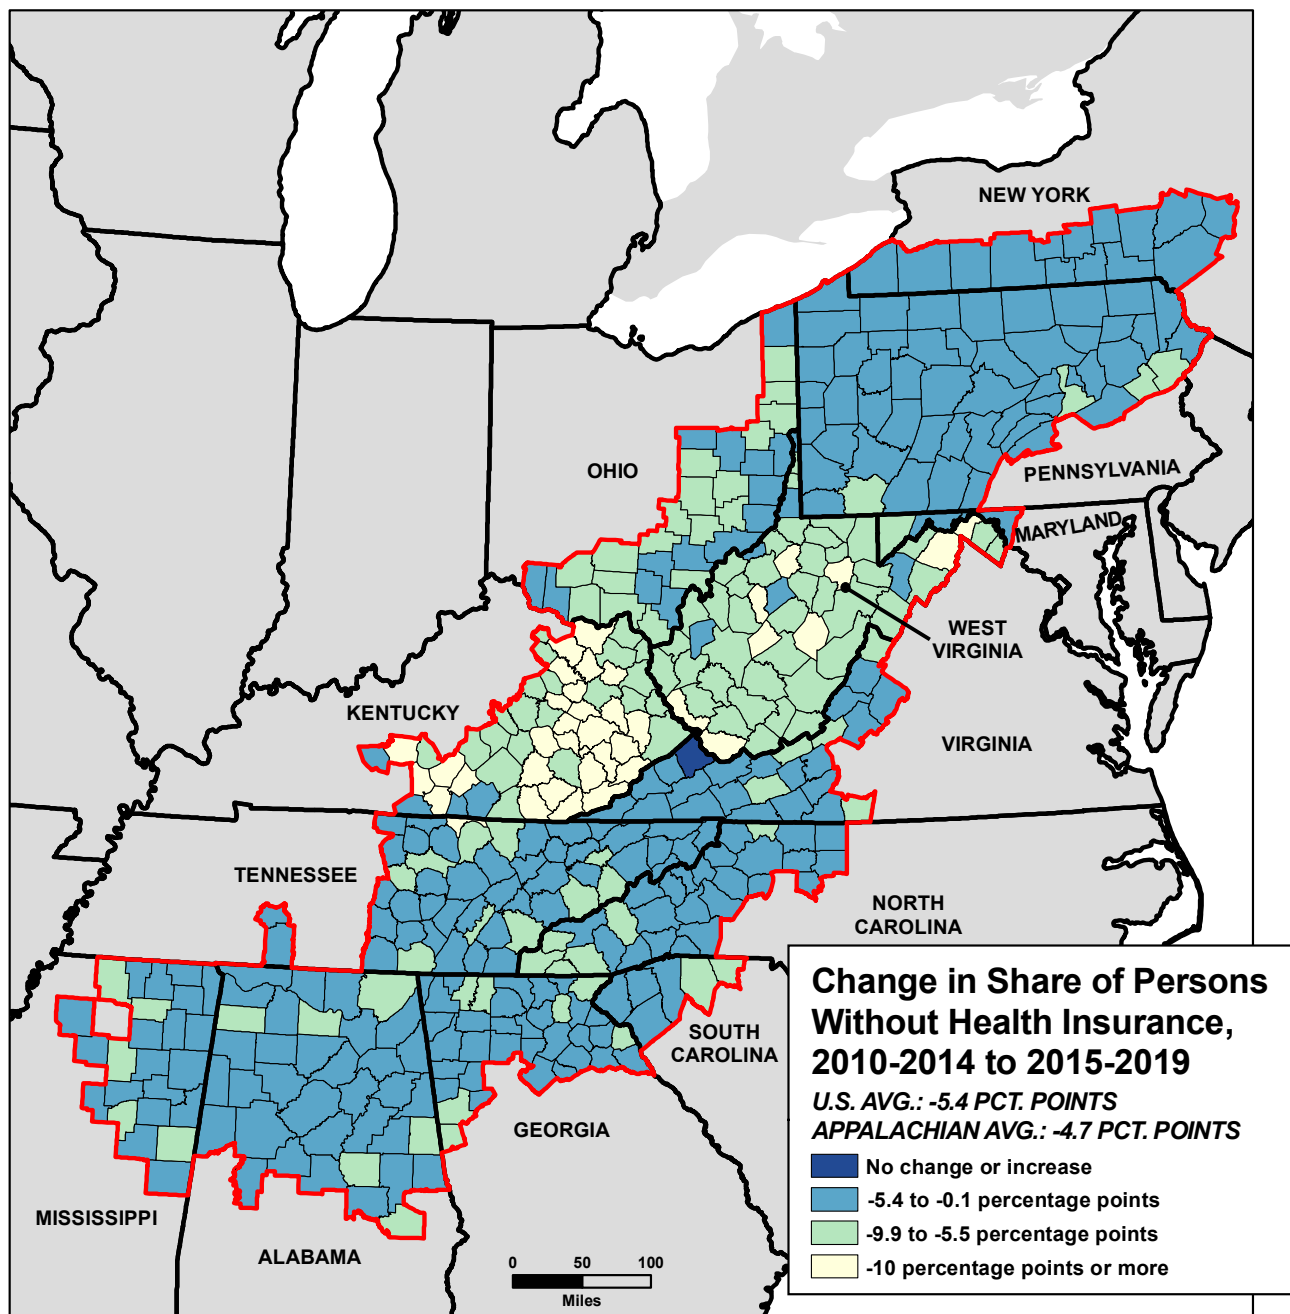 NEW YORK
OHIO
PENNSYLVANIA
MARYLAND
WEST
VIRGINIA
KENTUCKY
VIRGINIA
TENNESSEE
NORTH
CAROLINA
SOUTH
CAROLINA
GEORGIA
MISSISSIPPI
ALABAMA
0 50 100
Miles
Change in Share of Persons
Without Health Insurance,
2010-2014 to 2015-2019
U.S. AVG.: -5.4 PCT. POINTS
APPALACHIAN AVG.: -4.7 PCT. POINTS
No change or increase
-5.4 to -0.1 percentage points
-9.9 to -5.5 percentage points
-10 percentage points or more